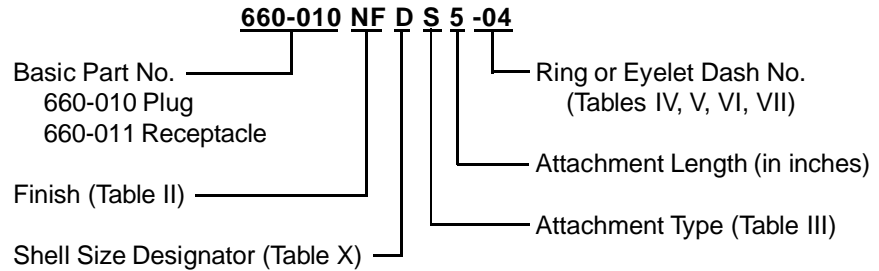 660-010 NF D S 5 -04
Basic Part No.
660-010 Plug
660-011 Receptacle
Finish (Table II)
Shell Size Designator (Table X)
Ring or Eyelet Dash No.
(Tables IV, V, VI, VII)
Attachment Length (in inches)
Attachment Type (Table III)